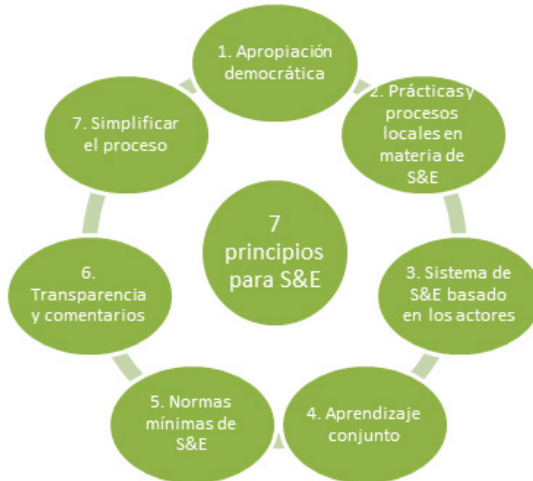 1. Apropiación
democrática
2. Prácticas y
procesos
locales en
materia de
S&E
3. Sistema de
S&E basado
en los actores
4. Aprendizaje
conjunto
5. Normas
mínimas de
S&E
6.
Transparencia
y comentarios
7. Simplificar
el proceso
7
principios
para S&E